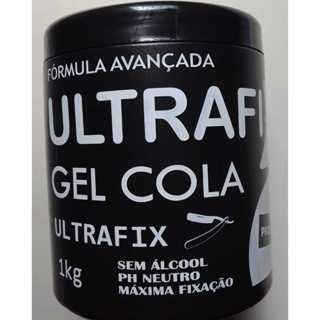 FÓRMULA AVANÇADA
ULTRAFI
GEL COLA
ULTRAFIX
1kg
SEM ÁLCOOL
PH NEUTRO
MÁXIMA FIXAÇÃO